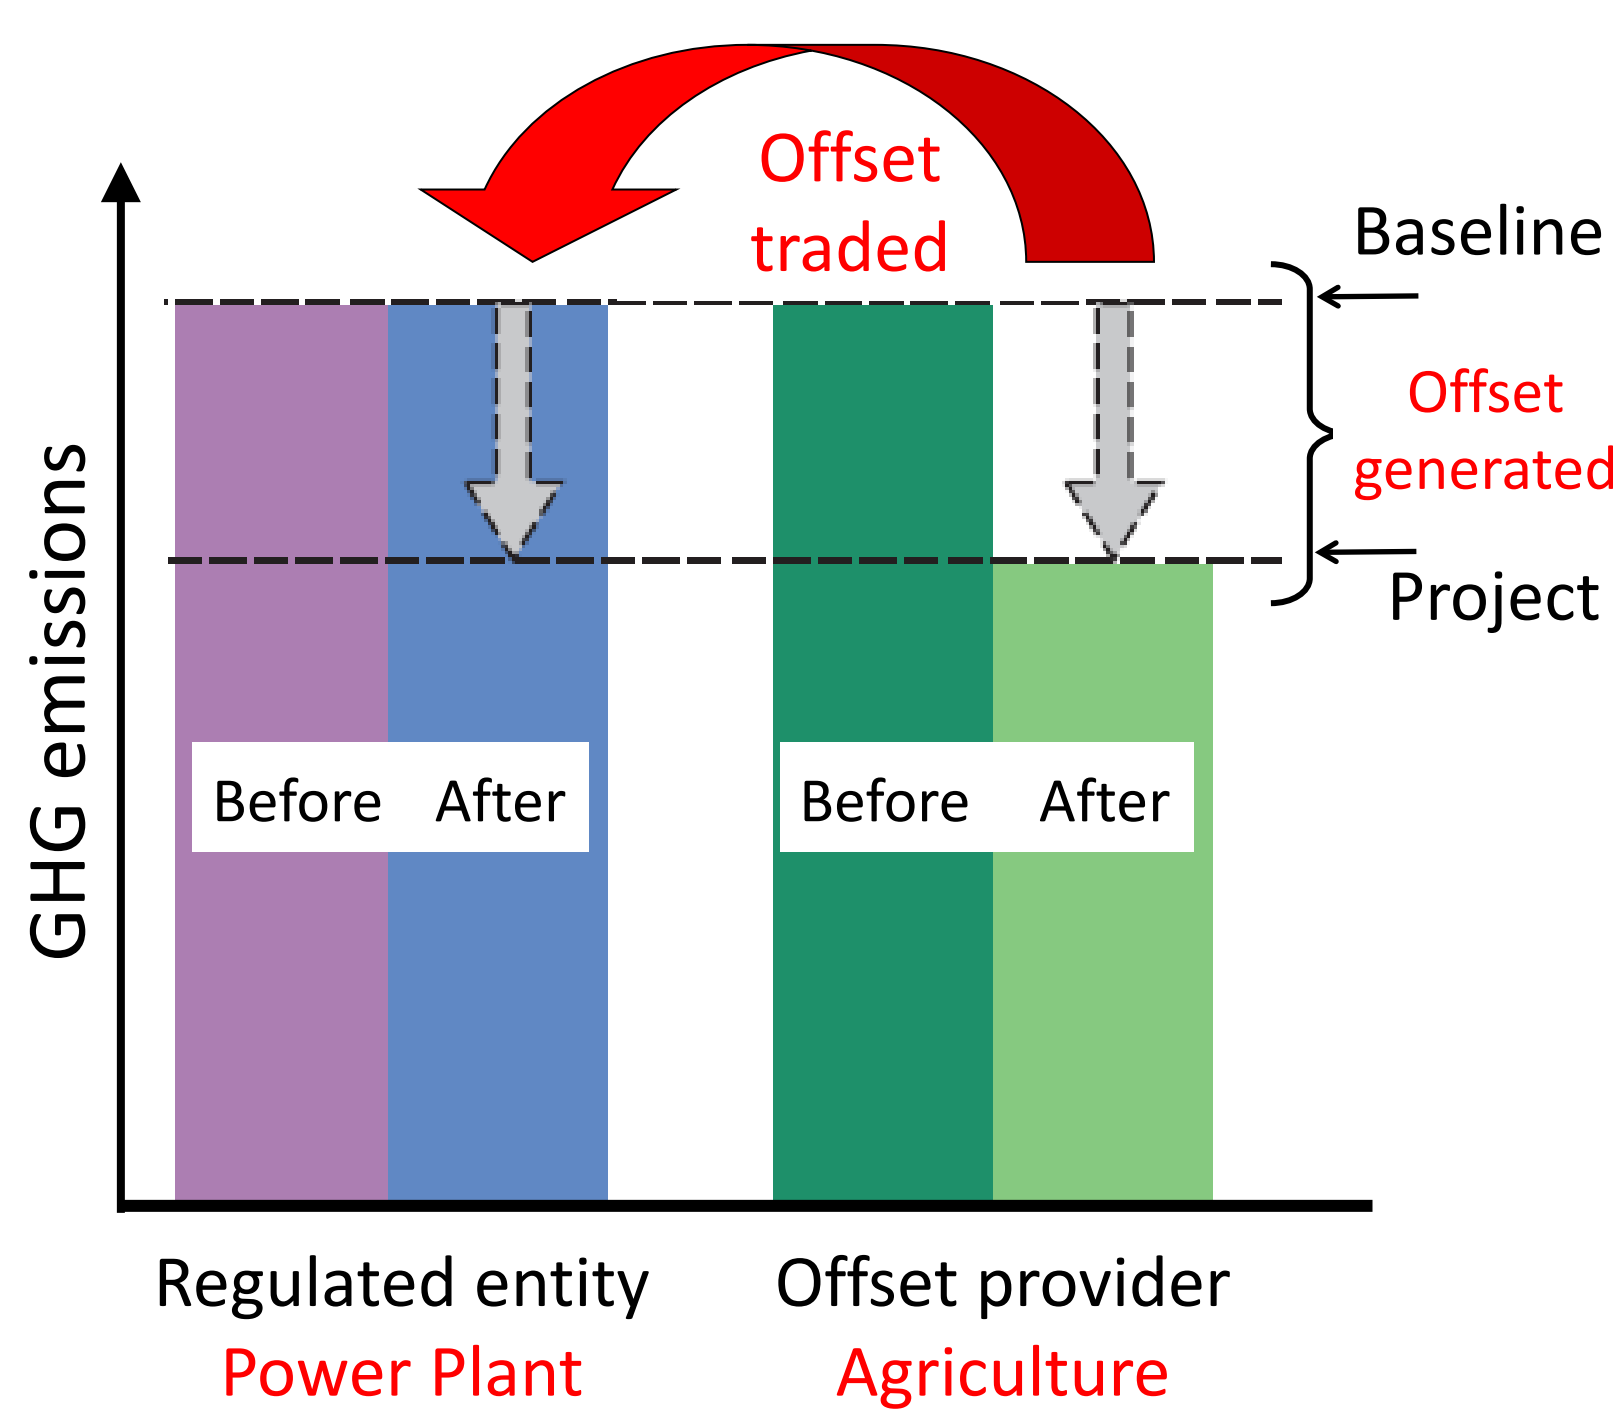 Offset
traded
Baseline
Offset
generated
Project
GHG emissions
Before After
Before After
Regulated entity
Power Plant
Offset provider
Agriculture